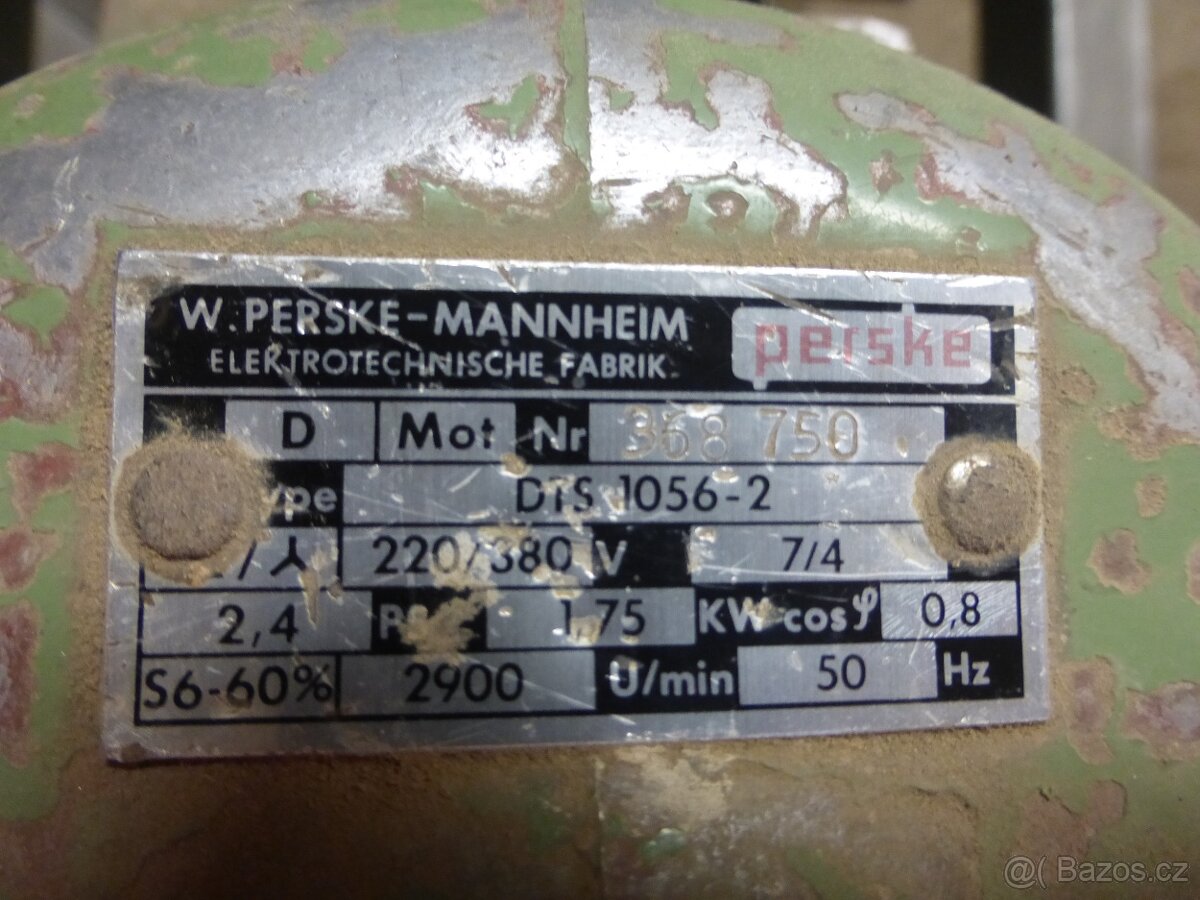 W. PERSKE-MANNHEIM
ELEKTROTECHNISCHE FABRIK
perske
D Mot Nr 368 750
DTS 1056-2
220/380 V 7/4
2,4 1,75 KW cos φ 0,8
S6-60% 2900 U/min 50 Hz
@( Bazos.cz